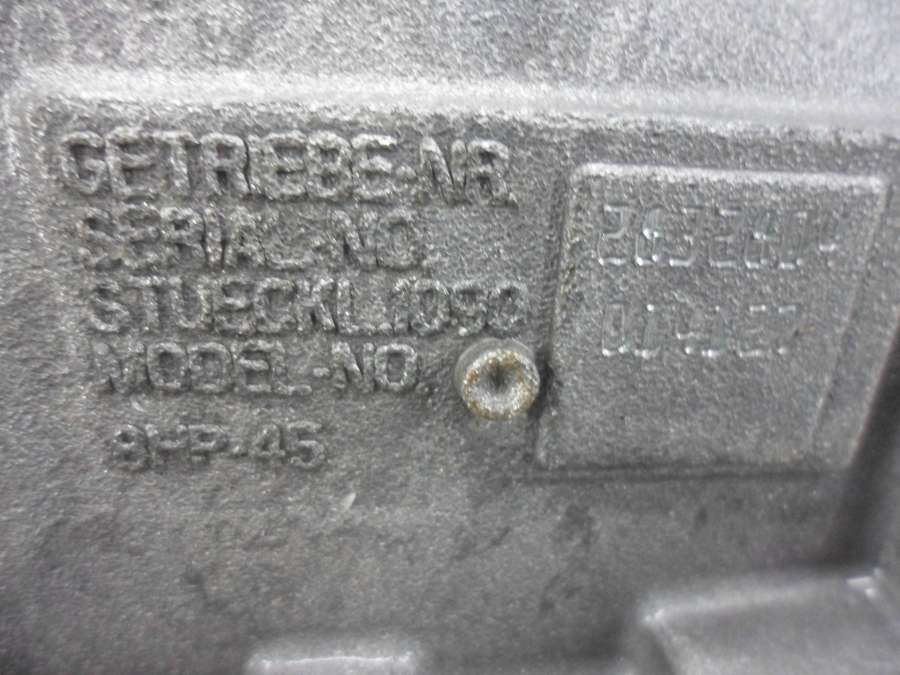 GETRIEBE-NR.
SERIAL-NO.
STUECKL.1090
MODEL-NO.
8HP-45